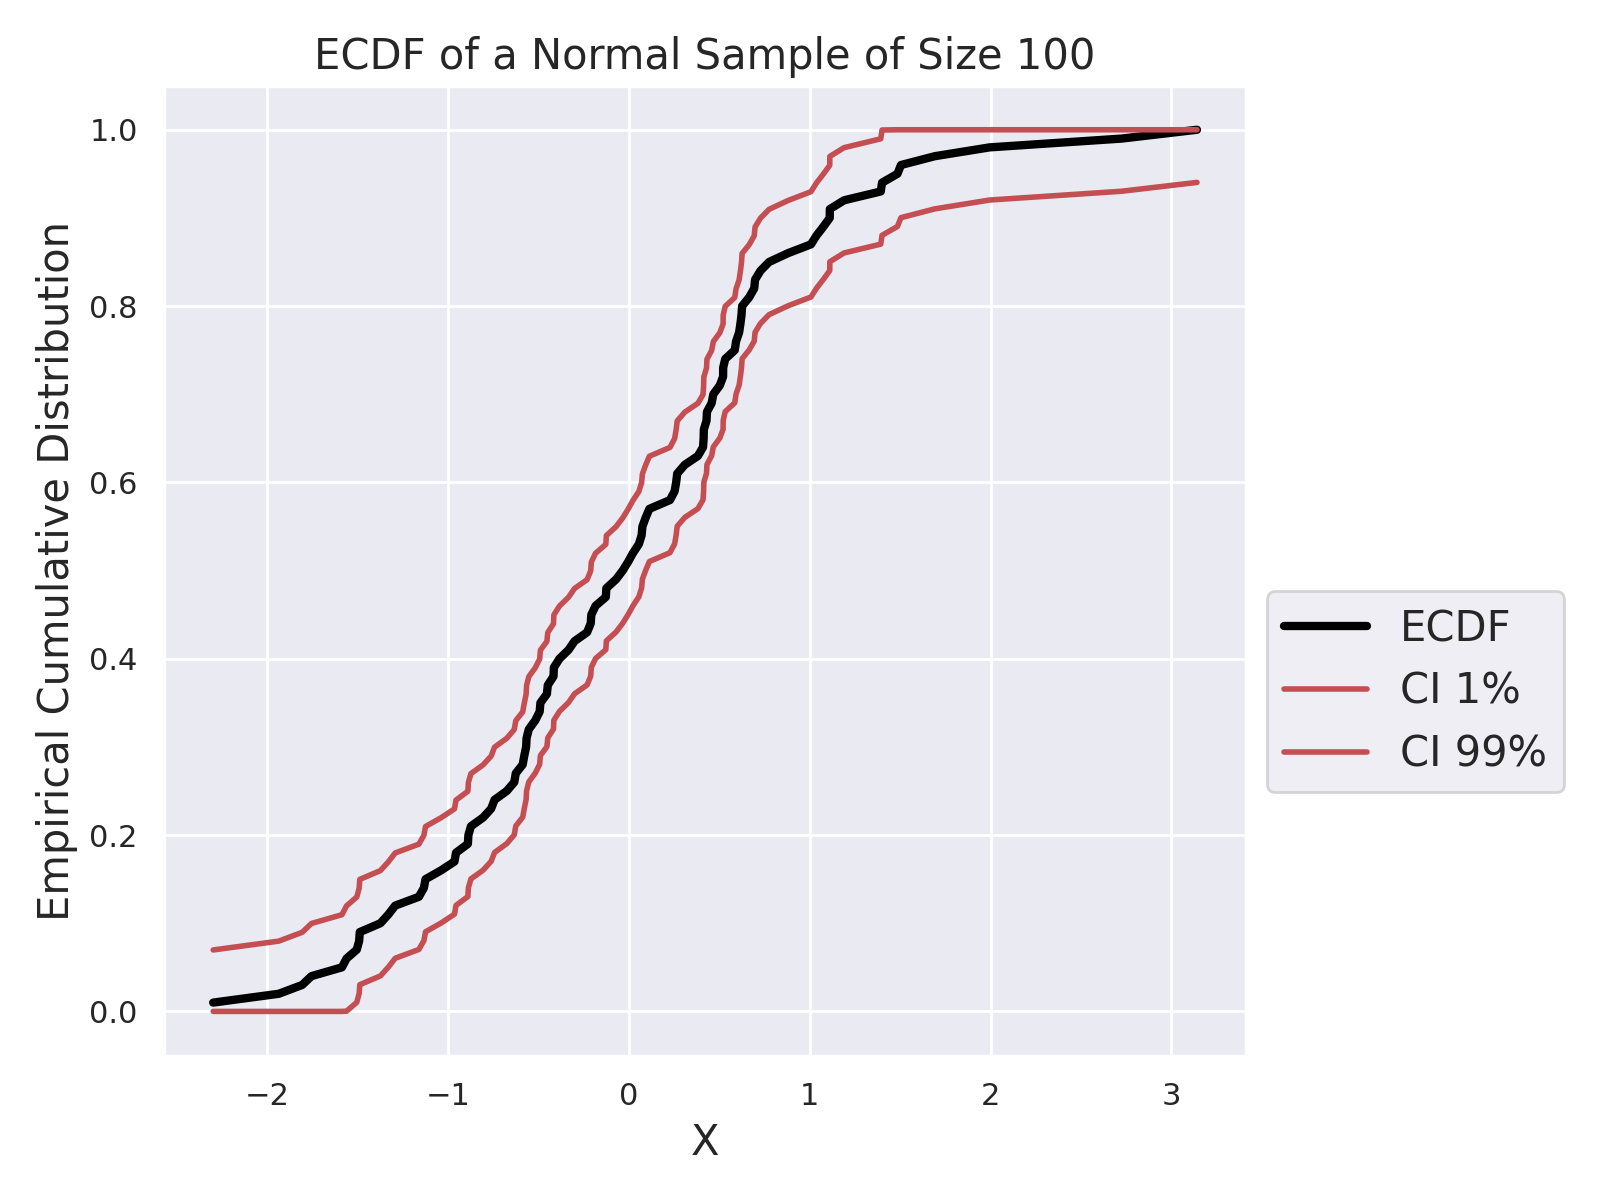 ECDF of a Normal Sample of Size 100
Empirical Cumulative Distribution
1.0
0.8
0.6
0.4
0.2
0.0
−2
−1
0
1
2
3
X
ECDF
CI 1%
CI 99%